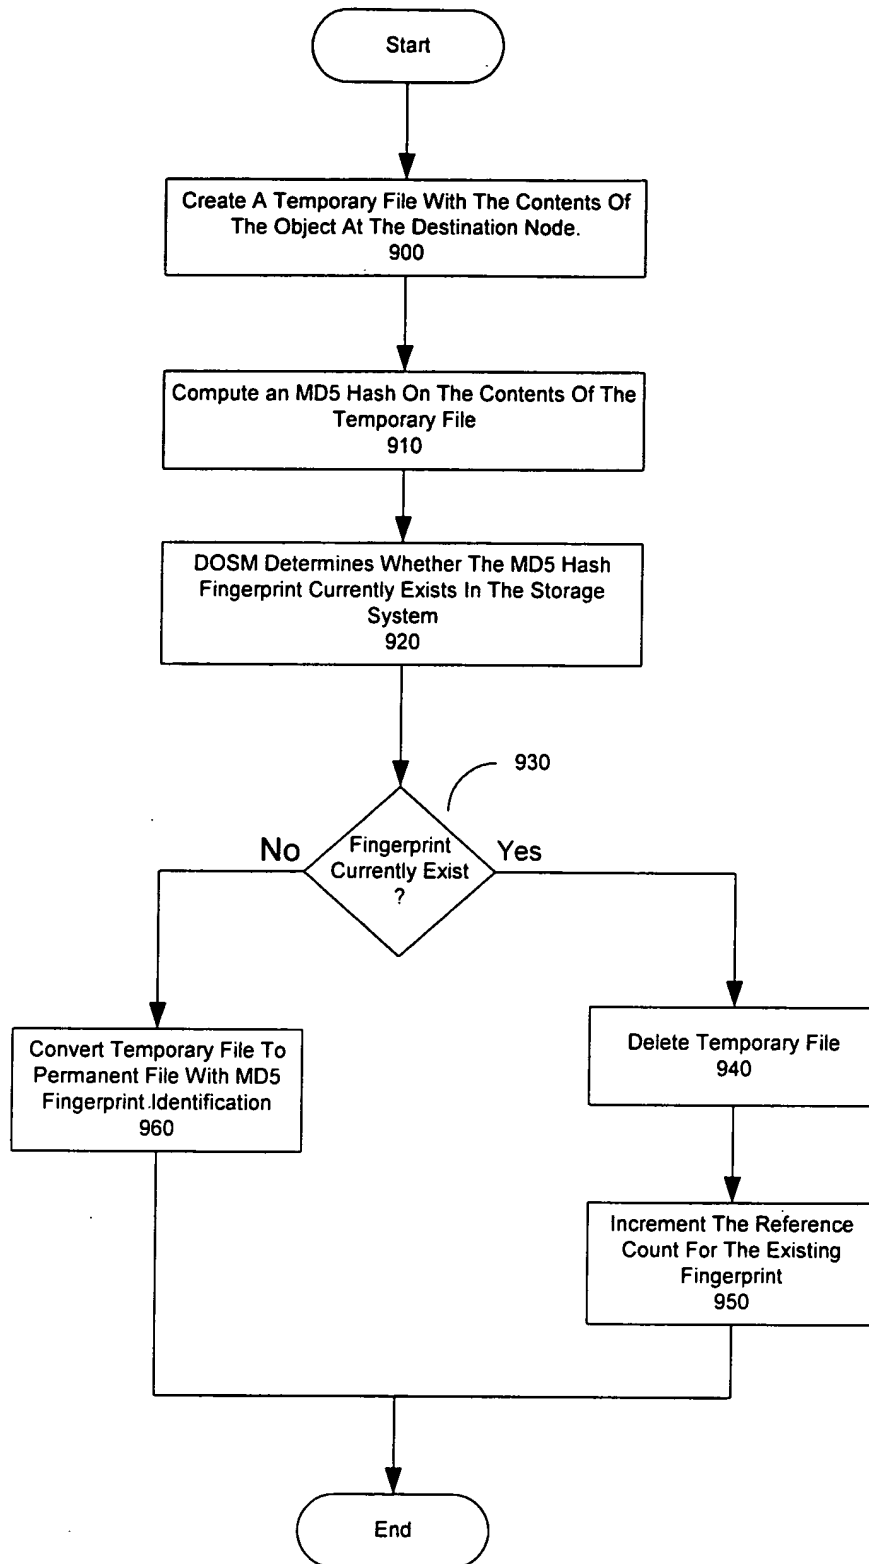 Start
Create A Temporary File With The Contents Of
The Object At The Destination Node.
900
Compute an MD5 Hash On The Contents Of The
Temporary File
910
DOSM Determines Whether The MD5 Hash
Fingerprint Currently Exists In The Storage
System
920
930
No
Fingerprint
Currently Exist
?
Yes
Convert Temporary File To
Permanent File With MD5
Fingerprint Identification
960
Delete Temporary File
940
Increment The Reference
Count For The Existing
Fingerprint
950
End